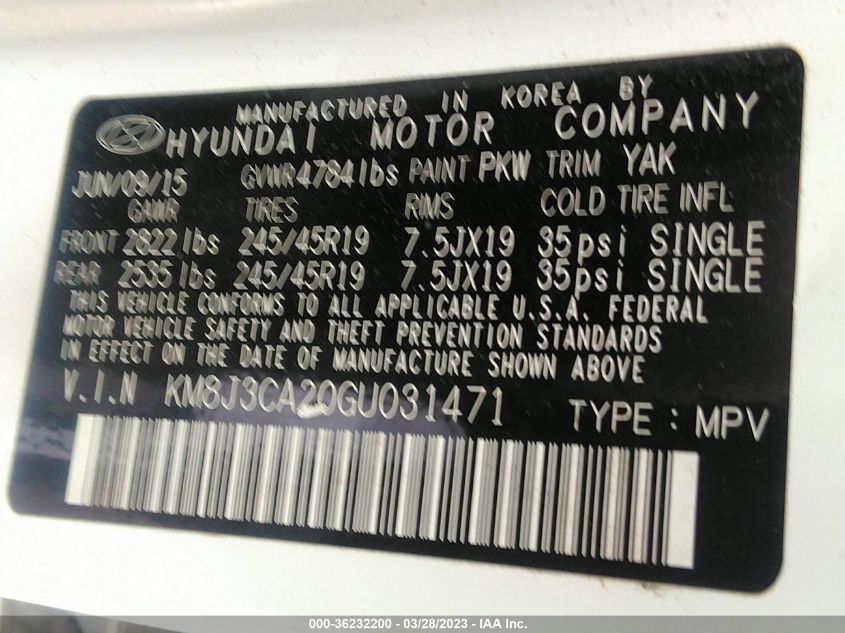 MANUFACTURED IN KOREA BY
HYUNDAI MOTOR COMPANY
JUN/09/15 GVWR 4784 lbs PAINT PKW TRIM YAK
GAWR TIRES RIMS COLD TIRE INFL
FRONT 2822 lbs 245/45R19 7.5JX19 35psi SINGLE
REAR 2535 lbs 245/45R19 7.5JX19 35psi SINGLE
THIS VEHICLE CONFORMS TO ALL APPLICABLE U.S.A. FEDERAL
MOTOR VEHICLE SAFETY AND THEFT PREVENTION STANDARDS
IN EFFECT ON THE DATE OF MANUFACTURE SHOWN ABOVE
V.I.N KM8J3CA20GU031471 TYPE : MPV
000-36232200 - 03/28/2023 - IAA Inc.